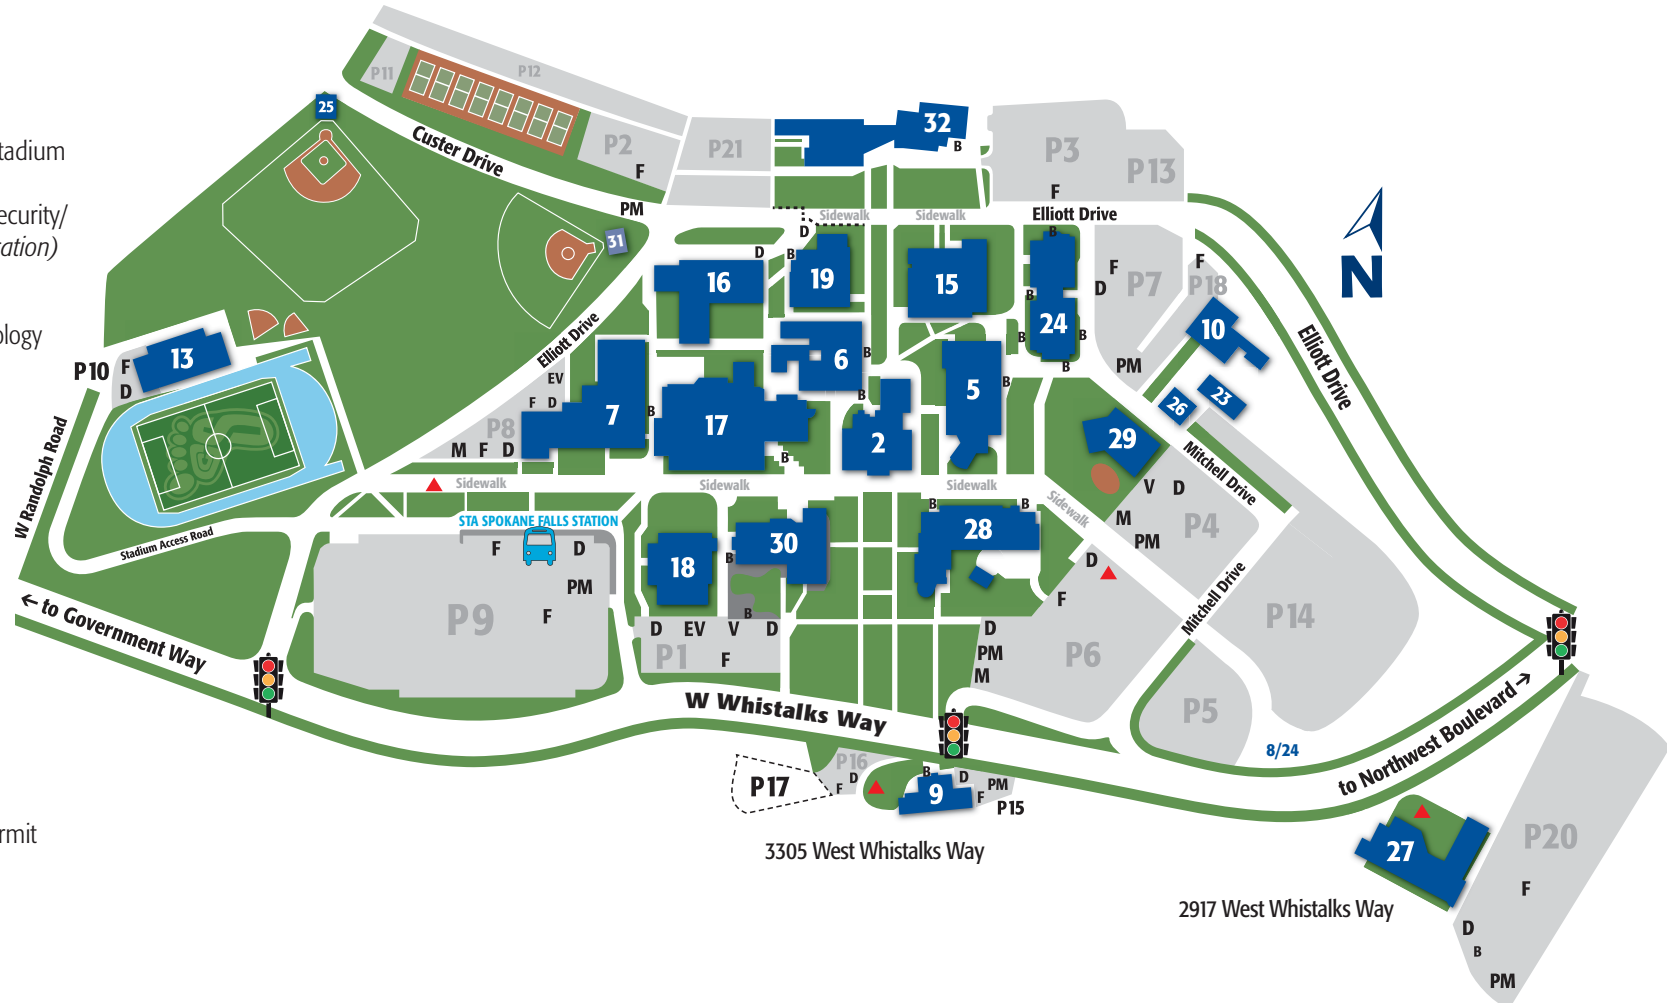 P11
P12
25
Custer Drive
P2
F
P21
32
B
P3
P13
F
tadium
ecurity/
ation)
PM
31
Sidewalk
Sidewalk
Elliott Drive
D
D
B
B
16
19
15
F
D
P7
F
P18
N
B
24
B
B
B
10
ology
Elliott Drive
Elliott Drive
13
P10
F
D
6
B
B
5
B
PM
EV
F
D
7
B
17
B
2
26
23
29
P8
M
F
D
W Randolph Road
Mitchell Drive
Sidewalk
Sidewalk
Sidewalk
Sidewalk
V
D
M
PM
P4
STA SPOKANE FALLS STATION
Stadium Access Road
F
D
PM
F
P9
18
30
B
B
B
B
28
D
F
Mitchell Drive
P14
← to Government Way
D
EV
V
D
P1
F
D
PM
M
P6
P5
W Whistalks Way
8/24
to Northwest Boulevard →
P17
P16
D
F
B
9
D
F
PM
P15
3305 West Whistalks Way
rmit
27
P20
F
2917 West Whistalks Way
D
B
PM